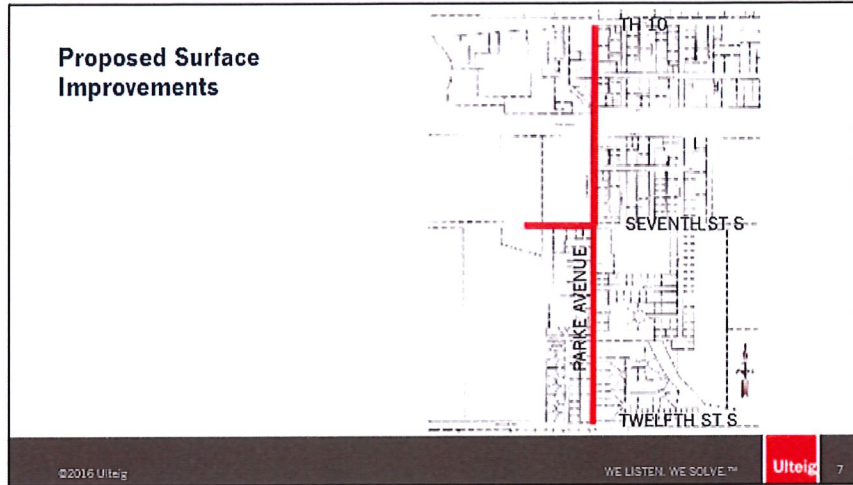 Proposed Surface
Improvements
TH 10
SEVENTH ST S
PARKE AVENUE
TWELFTH ST S
©2016 Ulteig
WE LISTEN. WE SOLVE.™
Ulteig
7